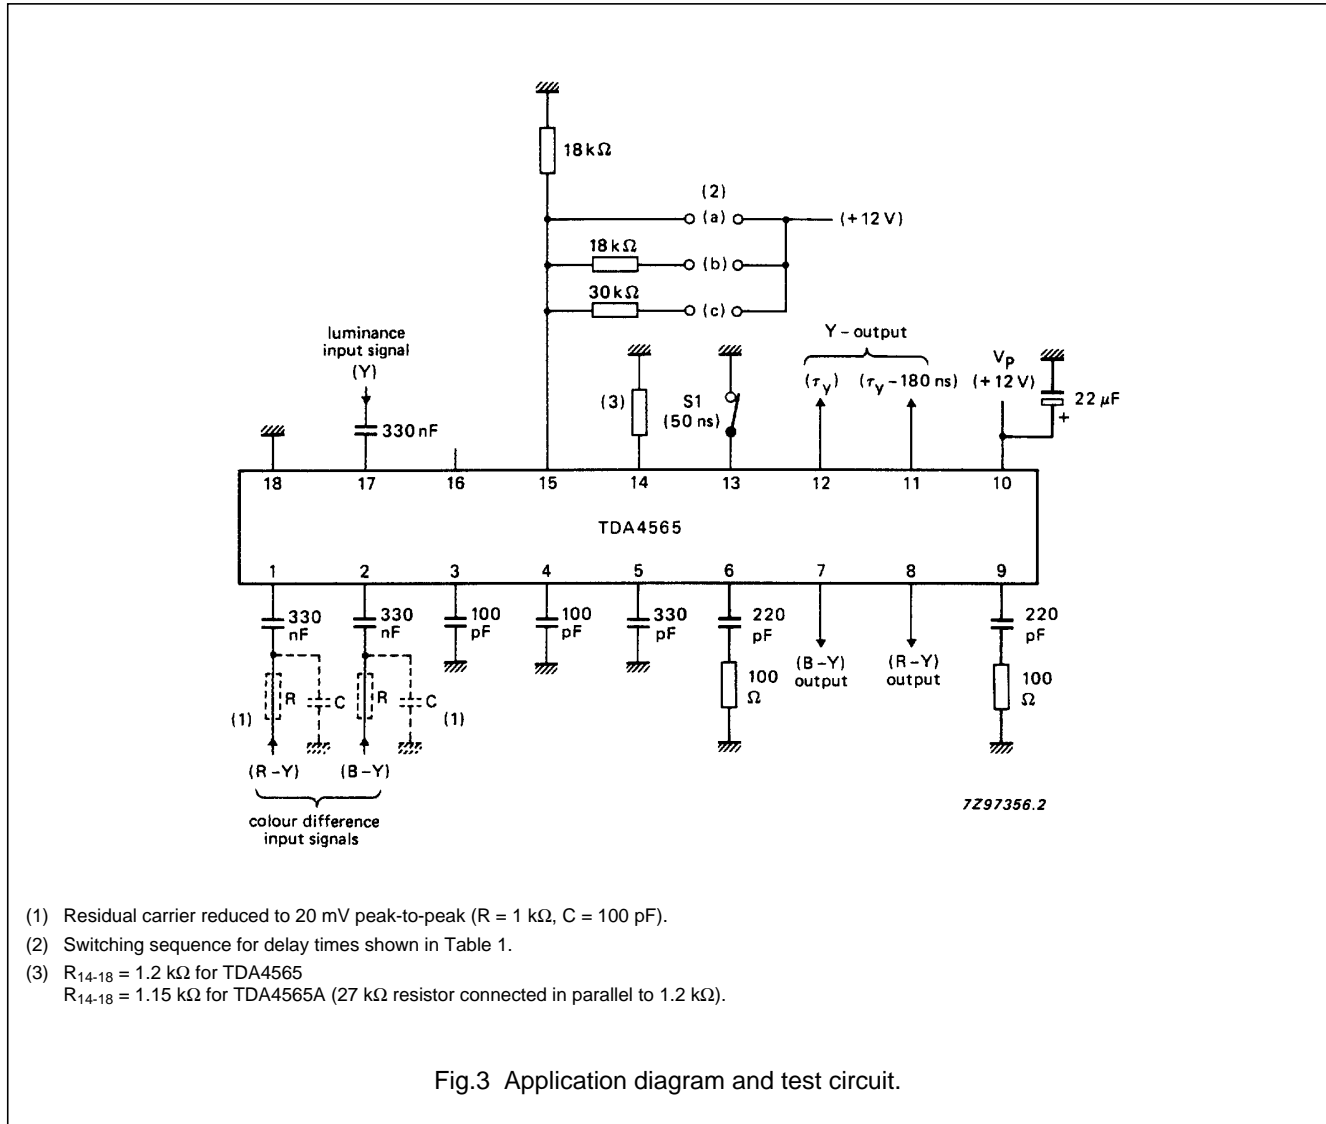 18 kΩ
(2)
(a)
(+12 V)
18 kΩ
(b)
30 kΩ
(c)
luminance
input signal
(Y)
330 nF
(3)
S1
(50 ns)
Y – output
(τy)
(τy – 180 ns)
Vp
(+12 V)
22 μF
+
18 17 16 15 14 13 12 11 10
TDA4565
1 2 3 4 5 6 7 8 9
330
nF
330
nF
100
pF
100
pF
330
pF
220
pF
220
pF
100
Ω
(B–Y)
output
(R–Y)
output
100
Ω
(1)
R
C
R
C
(1)
(R–Y)
(B–Y)
colour difference
input signals
7Z97356.2
(1) Residual carrier reduced to 20 mV peak-to-peak (R = 1 kΩ, C = 100 pF).
(2) Switching sequence for delay times shown in Table 1.
(3) R14-18 = 1.2 kΩ for TDA4565
R14-18 = 1.15 kΩ for TDA4565A (27 kΩ resistor connected in parallel to 1.2 kΩ).
Fig.3 Application diagram and test circuit.